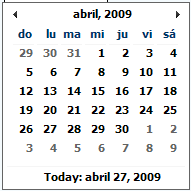 abril, 2009
do lu ma mi ju vi sá
29 30 31 1 2 3 4
5 6 7 8 9 10 11
12 13 14 15 16 17 18
19 20 21 22 23 24 25
26 27 28 29 30 1 2
3 4 5 6 7 8 9
Today: abril 27, 2009